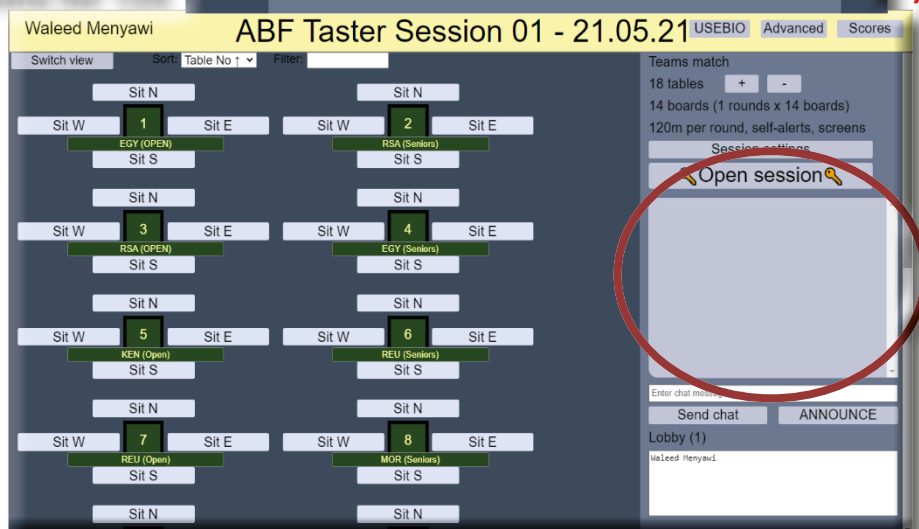 Waleed Menyawi
ABF Taster Session 01 - 21.05.21
USEBIO Advanced Scores
Switch view Sort: Table No ↑ Filter:
Sit N Sit N
Sit W 1 Sit E Sit W 2 Sit E
EGY (OPEN) RSA (Seniors)
Sit S Sit S
Sit N Sit N
Sit W 3 Sit E Sit W 4 Sit E
RSA (OPEN) EGY (Seniors)
Sit S Sit S
Sit N Sit N
Sit W 5 Sit E Sit W 6 Sit E
KEN (Open) REU (Seniors)
Sit S Sit S
Sit N Sit N
Sit W 7 Sit E Sit W 8 Sit E
REU (Open) MOR (Seniors)
Sit S Sit S
Sit N Sit N
Teams match
18 tables + -
14 boards (1 rounds x 14 boards)
120m per round, self-alerts, screens
Session settings
Open session
Enter chat message
Send chat ANNOUNCE
Lobby (1)
Waleed Menyawi